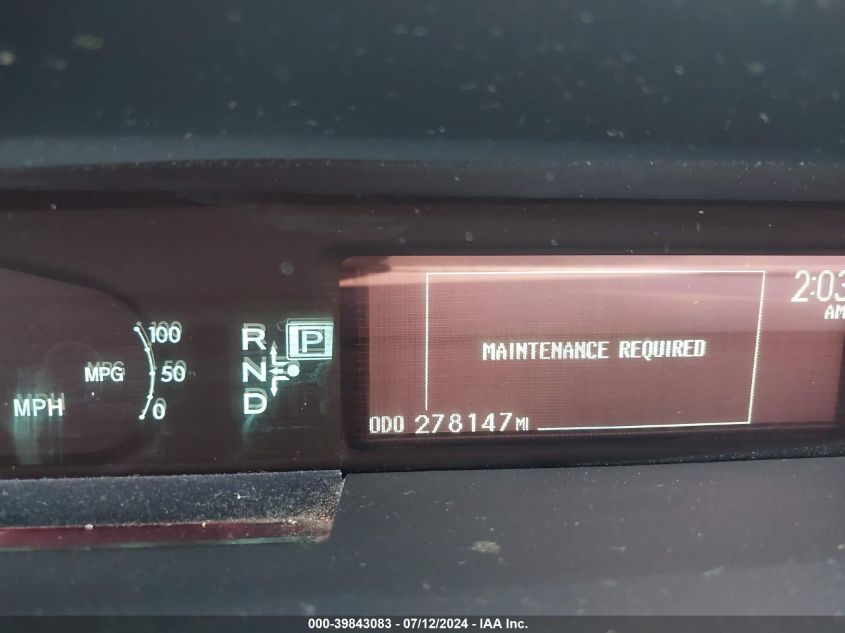 2:03
AM
100
R P
MAINTENANCE REQUIRED
MPG 50
N
MPH 0
D
ODO 278147 MI
000-39843083 - 07/12/2024 - IAA Inc.